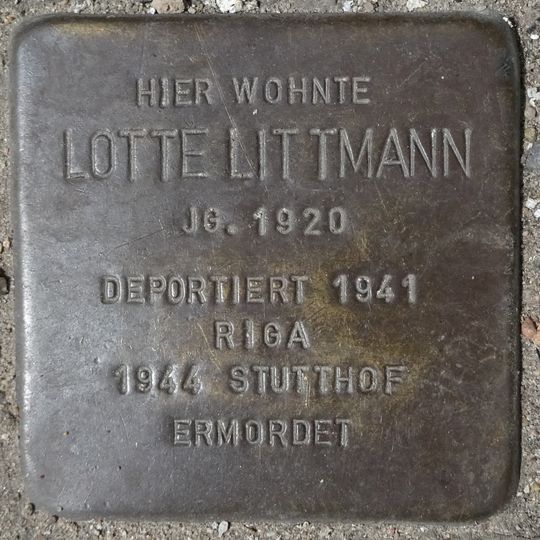 HIER WOHNTE
LOTTE LITTMANN
JG. 1920
DEPORTIERT 1941
RIGA
1944 STUTTHOF
ERMORDET